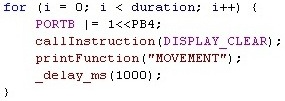 for (i = 0; i < duration; i++) {
PORTB |= 1<<PB4;
callInstruction(DISPLAY_CLEAR);
printFunction("MOVEMENT");
_delay_ms(1000);
}